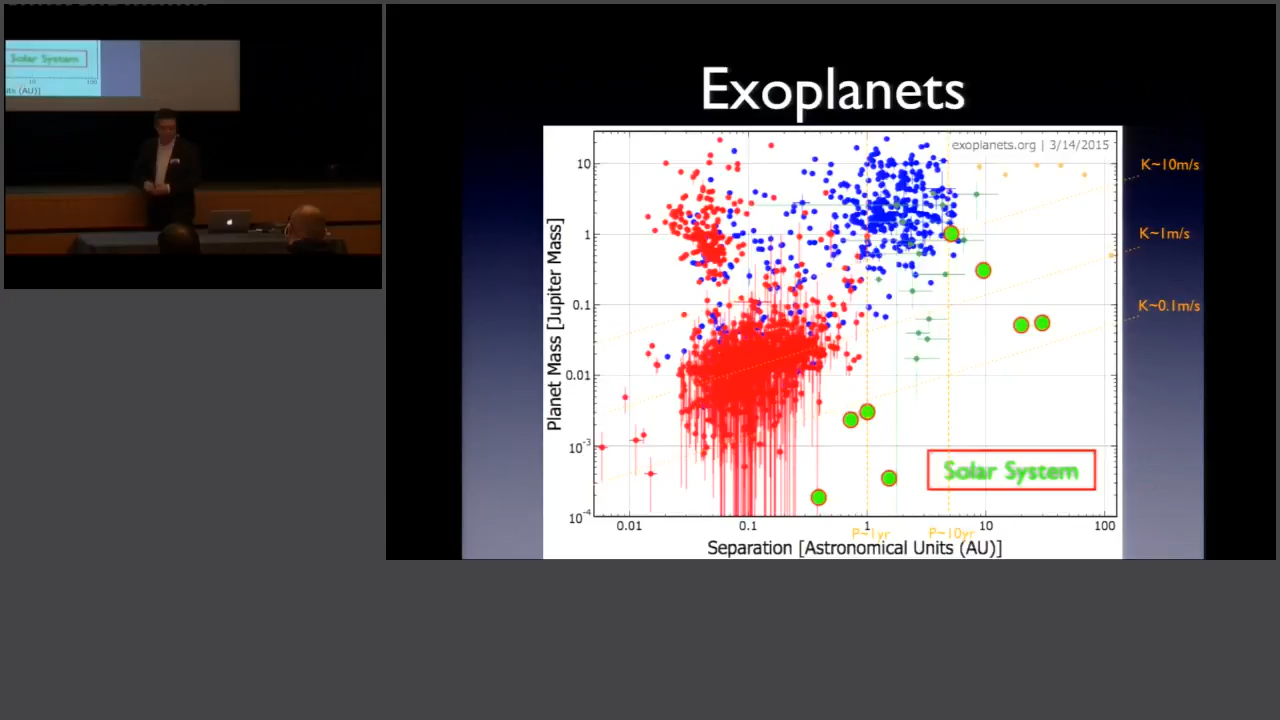 Solar System
10
100
its (AU)]
Exoplanets
exoplanets.org | 3/14/2015
Planet Mass [Jupiter Mass]
10
1
0.1
0.01
10⁻³
10⁻⁴
K~10m/s
K~1m/s
K~0.1m/s
Solar System
0.01
0.1
1
10
100
P~1yr
P~10yr
Separation [Astronomical Units (AU)]